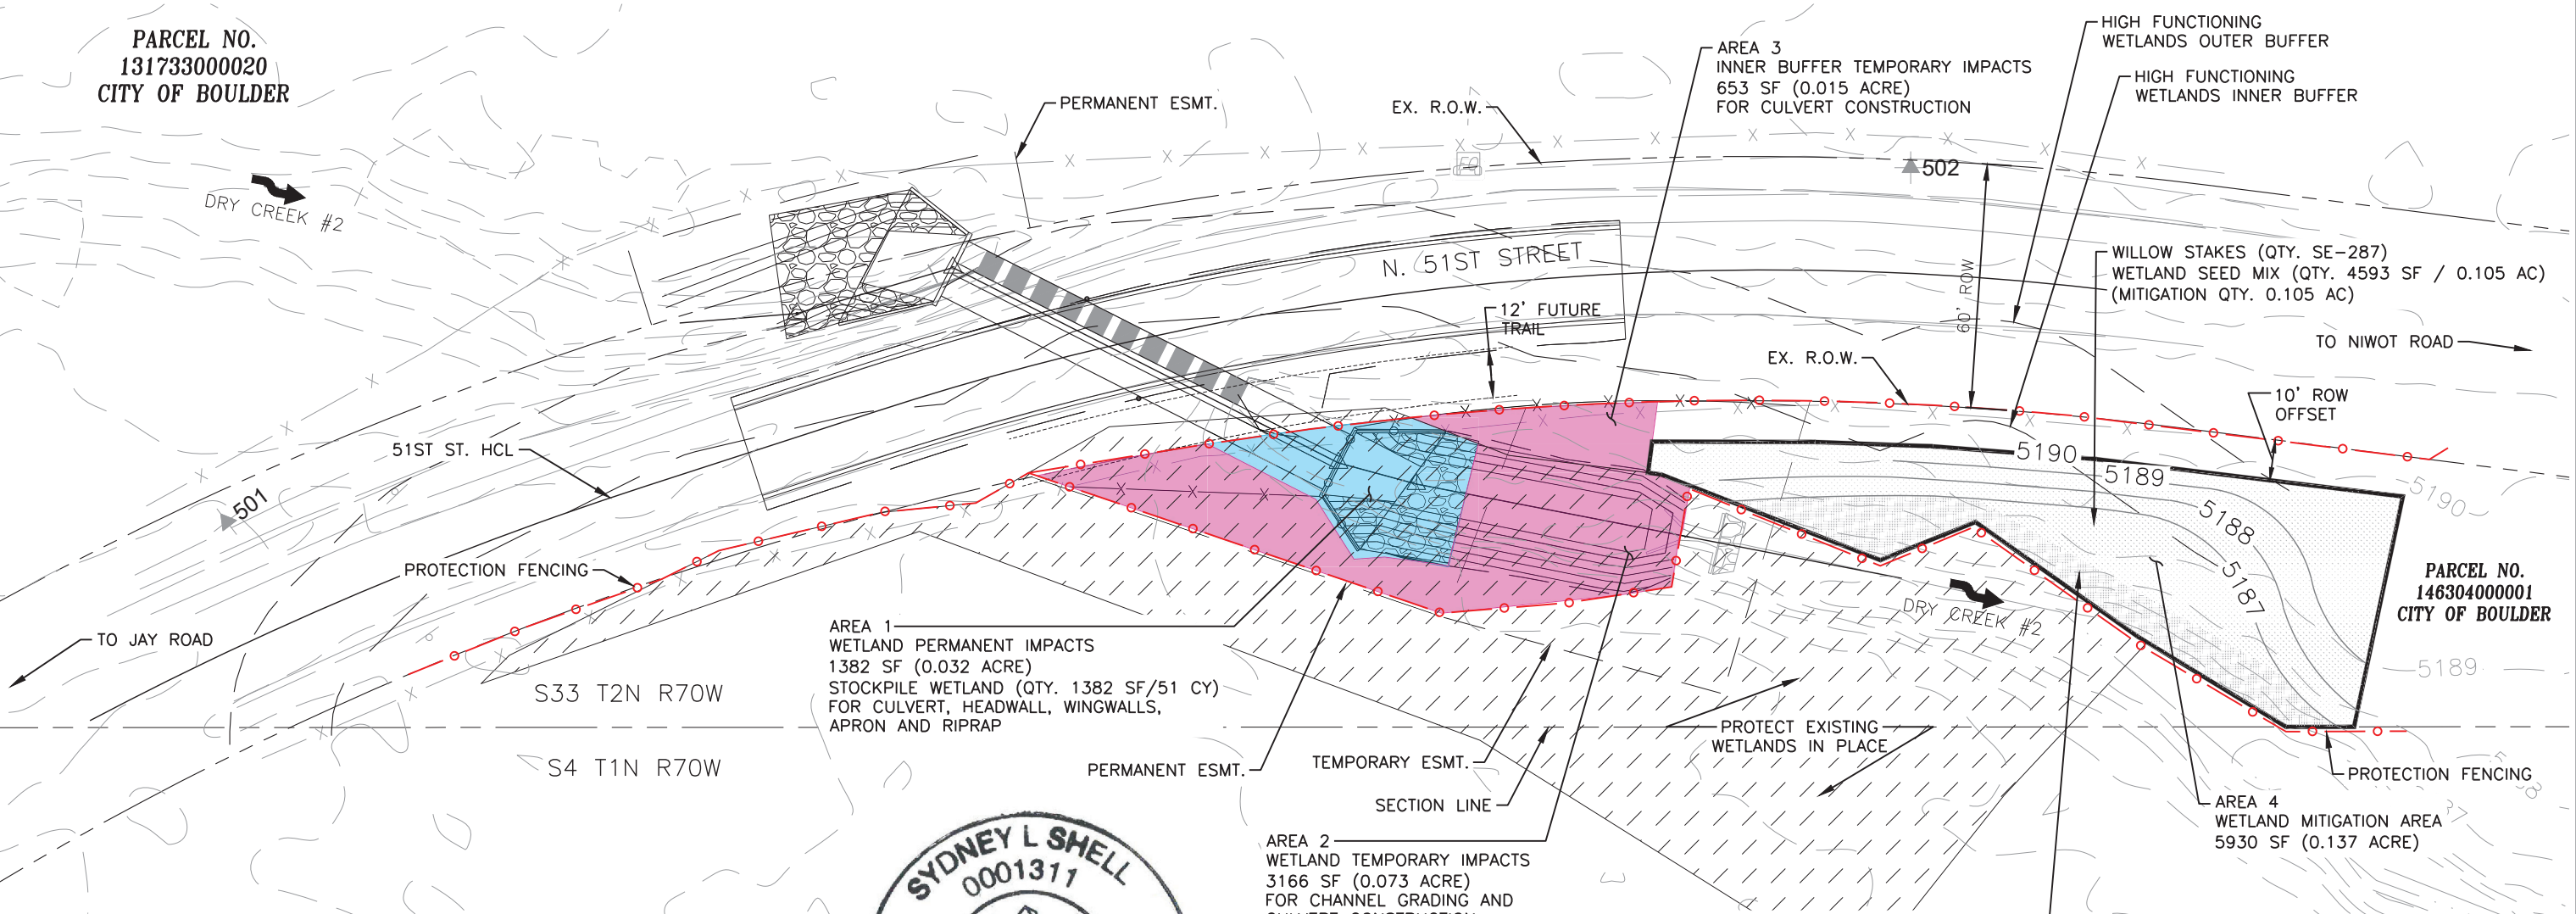 PARCEL NO.
131733000020
CITY OF BOULDER
DRY CREEK #2
PERMANENT ESMT.
EX. R.O.W.
AREA 3
INNER BUFFER TEMPORARY IMPACTS
653 SF (0.015 ACRE)
FOR CULVERT CONSTRUCTION
HIGH FUNCTIONING
WETLANDS OUTER BUFFER
HIGH FUNCTIONING
WETLANDS INNER BUFFER
502
N. 51ST STREET
60' ROW
WILLOW STAKES (QTY. SE-287)
WETLAND SEED MIX (QTY. 4593 SF / 0.105 AC)
(MITIGATION QTY. 0.105 AC)
12' FUTURE
TRAIL
TO NIWOT ROAD
EX. R.O.W.
10' ROW
OFFSET
51ST ST. HCL
501
5190
5189
5190
5188
5187
PROTECTION FENCING
PARCEL NO.
146304000001
CITY OF BOULDER
DRY CREEK #2
TO JAY ROAD
AREA 1
WETLAND PERMANENT IMPACTS
1382 SF (0.032 ACRE)
STOCKPILE WETLAND (QTY. 1382 SF/51 CY)
FOR CULVERT, HEADWALL, WINGWALLS,
APRON AND RIPRAP
5189
S33 T2N R70W
S4 T1N R70W
PROTECT EXISTING
WETLANDS IN PLACE
PERMANENT ESMT.
TEMPORARY ESMT.
SECTION LINE
PROTECTION FENCING
AREA 4
WETLAND MITIGATION AREA
5930 SF (0.137 ACRE)
SYDNEY L SHELL
0001311
AREA 2
WETLAND TEMPORARY IMPACTS
3166 SF (0.073 ACRE)
FOR CHANNEL GRADING AND
CULVERT CONSTRUCTION